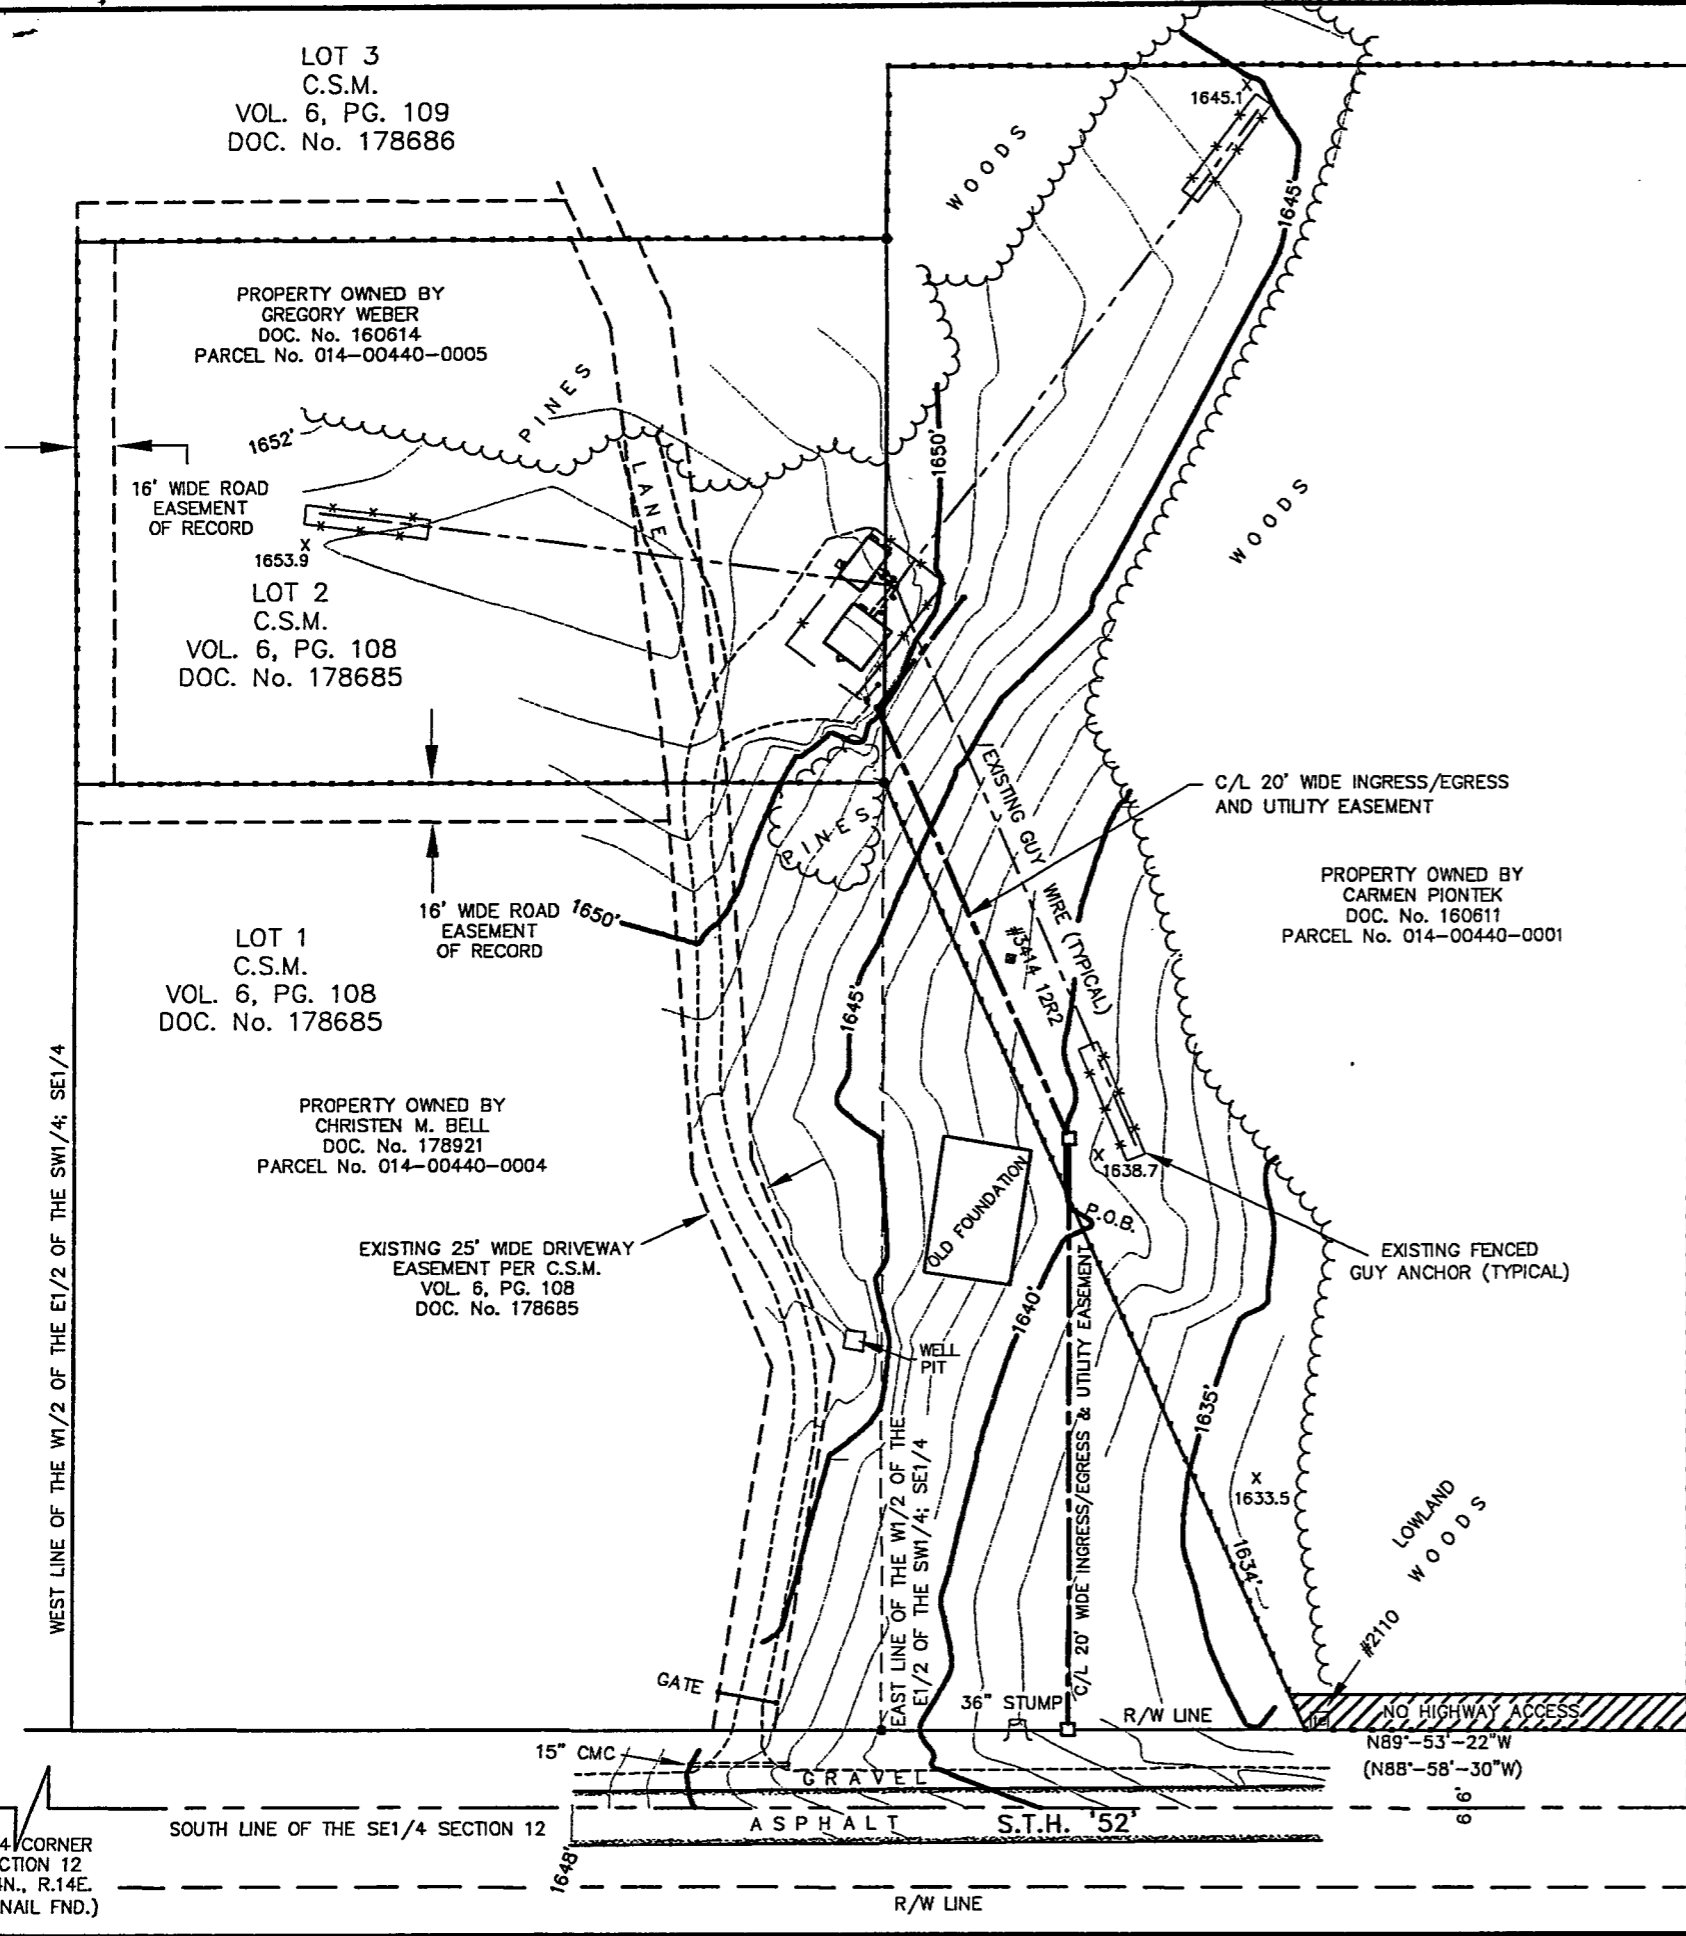 LOT 3
C.S.M.
VOL. 6, PG. 109
DOC. No. 178686
1645.1
WOODS
1645'
PROPERTY OWNED BY
GREGORY WEBER
DOC. No. 160614
PARCEL No. 014-00440-0005
PINES
1652'
LANE
1650'
16' WIDE ROAD
EASEMENT
OF RECORD
1653.9
WOODS
LOT 2
C.S.M.
VOL. 6, PG. 108
DOC. No. 178685
EXISTING GUY WIRE (TYPICAL)
C/L 20' WIDE INGRESS/EGRESS
AND UTILITY EASEMENT
PINES
PROPERTY OWNED BY
CARMEN PIONTEK
DOC. No. 160611
PARCEL No. 014-00440-0001
16' WIDE ROAD
EASEMENT
OF RECORD
1650'
LOT 1
C.S.M.
VOL. 6, PG. 108
DOC. No. 178685
12R2
1645'
WEST LINE OF THE W1/2 OF THE E1/2 OF THE SW1/4; SE1/4
PROPERTY OWNED BY
CHRISTEN M. BELL
DOC. No. 178921
PARCEL No. 014-00440-0004
1638.7
OLD FOUNDATION
P.O.B.
EXISTING 25' WIDE DRIVEWAY
EASEMENT PER C.S.M.
VOL. 6, PG. 108
DOC. No. 178685
EXISTING FENCED
GUY ANCHOR (TYPICAL)
1640'
WELL
PIT
C/L 20' WIDE INGRESS/EGRESS & UTILITY EASEMENT
1635'
EAST LINE OF THE W1/2 OF THE
E1/2 OF THE SW1/4; SE1/4
1633.5
LOWLAND
WOODS
1634'
#2110
GATE
36" STUMP
R/W LINE
NO HIGHWAY ACCESS
N89°-53'-22"W
(N88°-58'-30"W)
15" CMC
GRAVEL
66'
SOUTH LINE OF THE SE1/4 SECTION 12
ASPHALT
S.T.H. '52'
4 CORNER
CTION 12
N., R.14E.
NAIL FND.)
1648'
R/W LINE